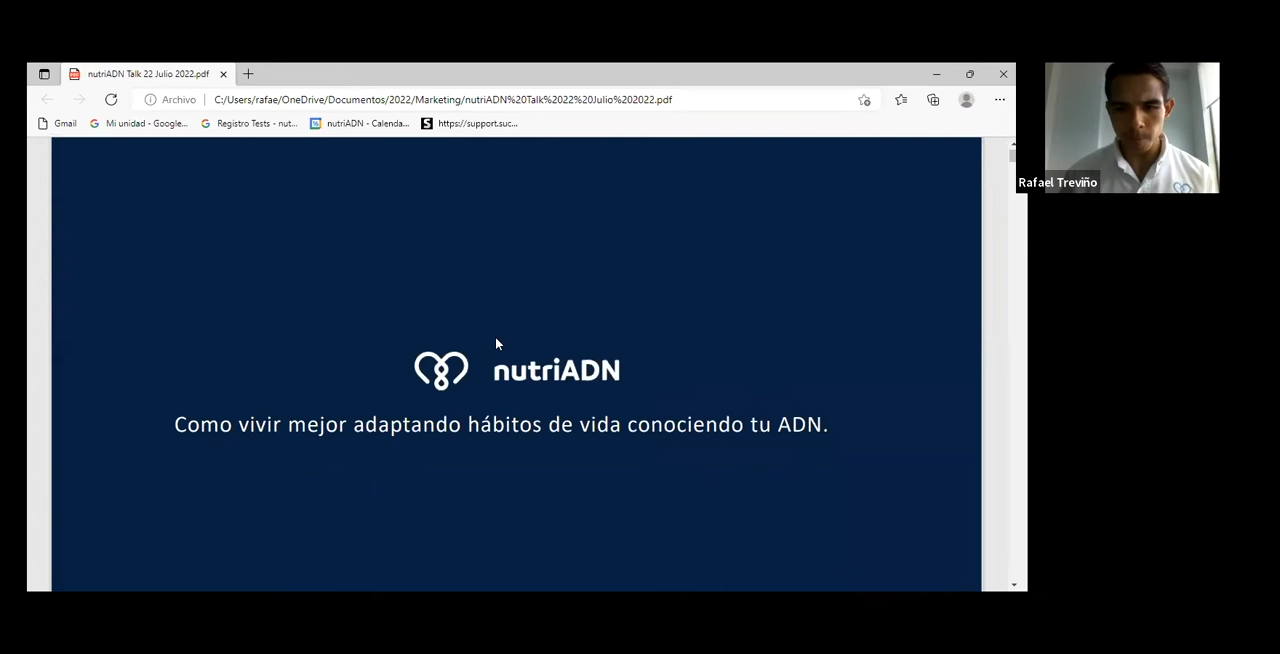 nutriADN Talk 22 Julio 2022.pdf
Archivo
C:/Users/rafae/OneDrive/Documentos/2022/Marketing/nutriADN%20Talk%2022%20Julio%202022.pdf
Gmail
Mi unidad - Google...
Registro Tests - nut...
nutriADN - Calenda...
S
https://support.suc...
Rafael Treviño
nutriADN
Como vivir mejor adaptando hábitos de vida conociendo tu ADN.